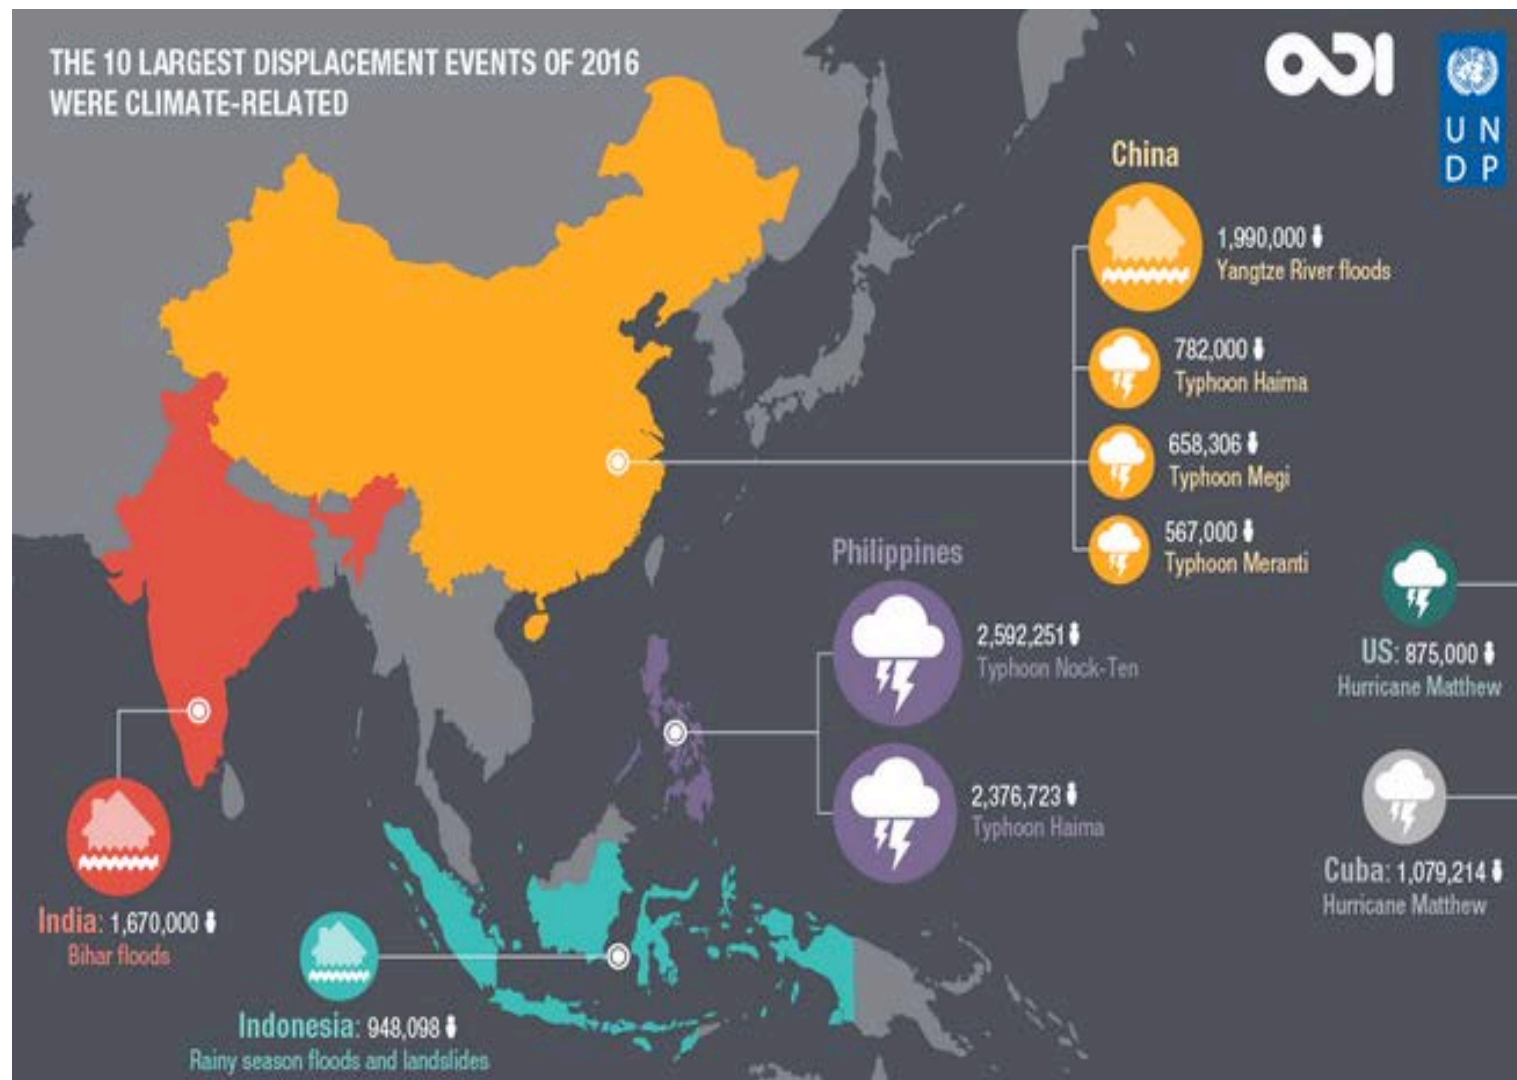 THE 10 LARGEST DISPLACEMENT EVENTS OF 2016
WERE CLIMATE-RELATED
ODI
U N
D P
China
1,990,000
Yangtze River floods
782,000
Typhoon Haima
658,306
Typhoon Megi
567,000
Typhoon Meranti
Philippines
2,592,251
Typhoon Nock-Ten
2,376,723
Typhoon Haima
US: 875,000
Hurricane Matthew
Cuba: 1,079,214
Hurricane Matthew
India: 1,670,000
Bihar floods
Indonesia: 948,098
Rainy season floods and landslides